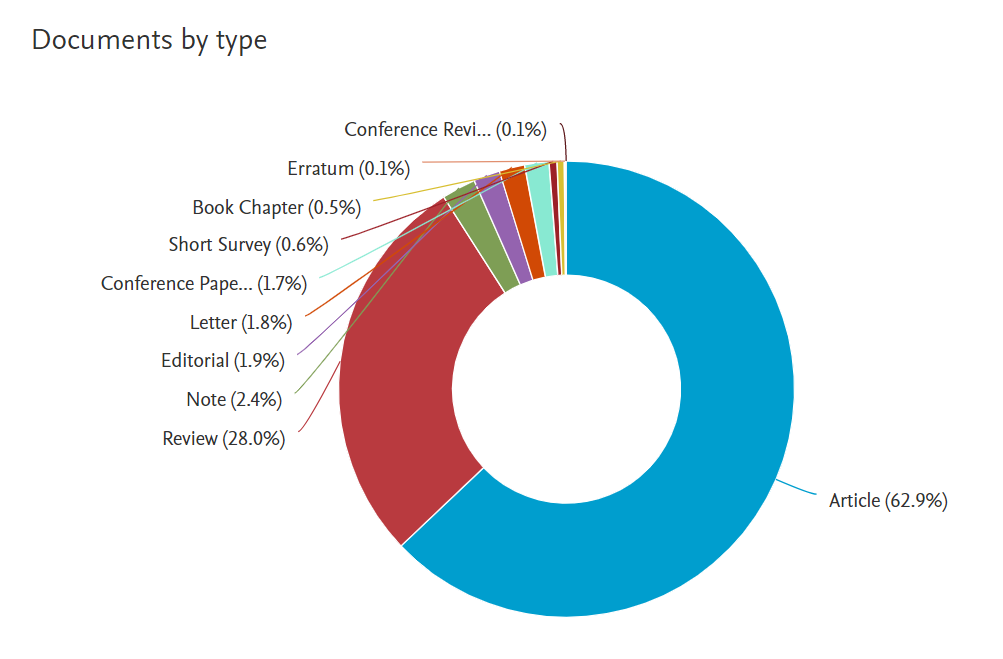 Documents by type
Conference Revi... (0.1%)
Erratum (0.1%)
Book Chapter (0.5%)
Short Survey (0.6%)
Conference Pape... (1.7%)
Letter (1.8%)
Editorial (1.9%)
Note (2.4%)
Review (28.0%)
Article (62.9%)